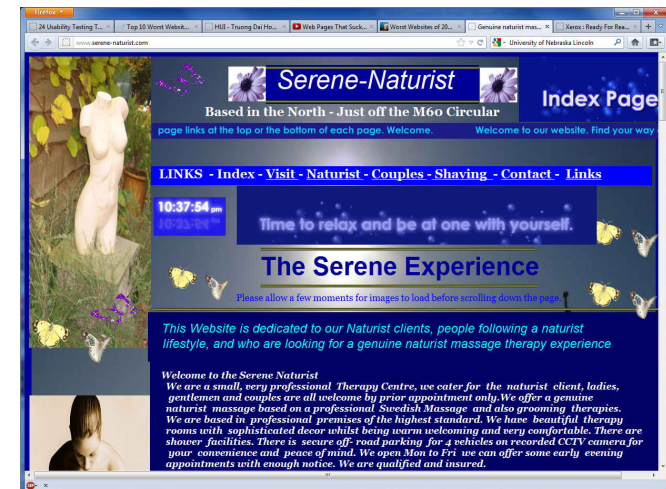 Firefox
24 Usability Testing T...
Top 10 Worst Websit...
HUI - Truong Dai Ho...
Web Pages That Suck...
Worst Websites of 20...
Genuine naturist mas...
Xerox: Ready For Rea...
www.serene-naturist.com
University of Nebraska Lincoln
Serene-Naturist
Index Page
Based in the North - Just off the M60 Circular
page links at the top or the bottom of each page. Welcome. Welcome to our website. Find your way
LINKS - Index - Visit - Naturist - Couples - Shaving - Contact - Links
10:37:54 pm
Time to relax and be at one with yourself.
The Serene Experience
Please allow a few moments for images to load before scrolling down the page.
This Website is dedicated to our Naturist clients, people following a naturist
lifestyle, and who are looking for a genuine naturist massage therapy experience
Welcome to the Serene Naturist
We are a small, very professional Therapy Centre, we cater for the naturist client, ladies,
gentlemen and couples are all welcome by prior appointment only.We offer a genuine
naturist massage based on a professional Swedish Massage and also grooming therapies.
We are based in professional premises of the highest standard. We have beautiful therapy
rooms with sophisticated decor whilst being warm welcoming and very comfortable. There are
shower facilities. There is secure off- road parking for 4 vehicles on recorded CCTV camera for
your convenience and peace of mind. We open Mon to Fri we can offer some early evening
appointments with enough notice. We are qualified and insured.